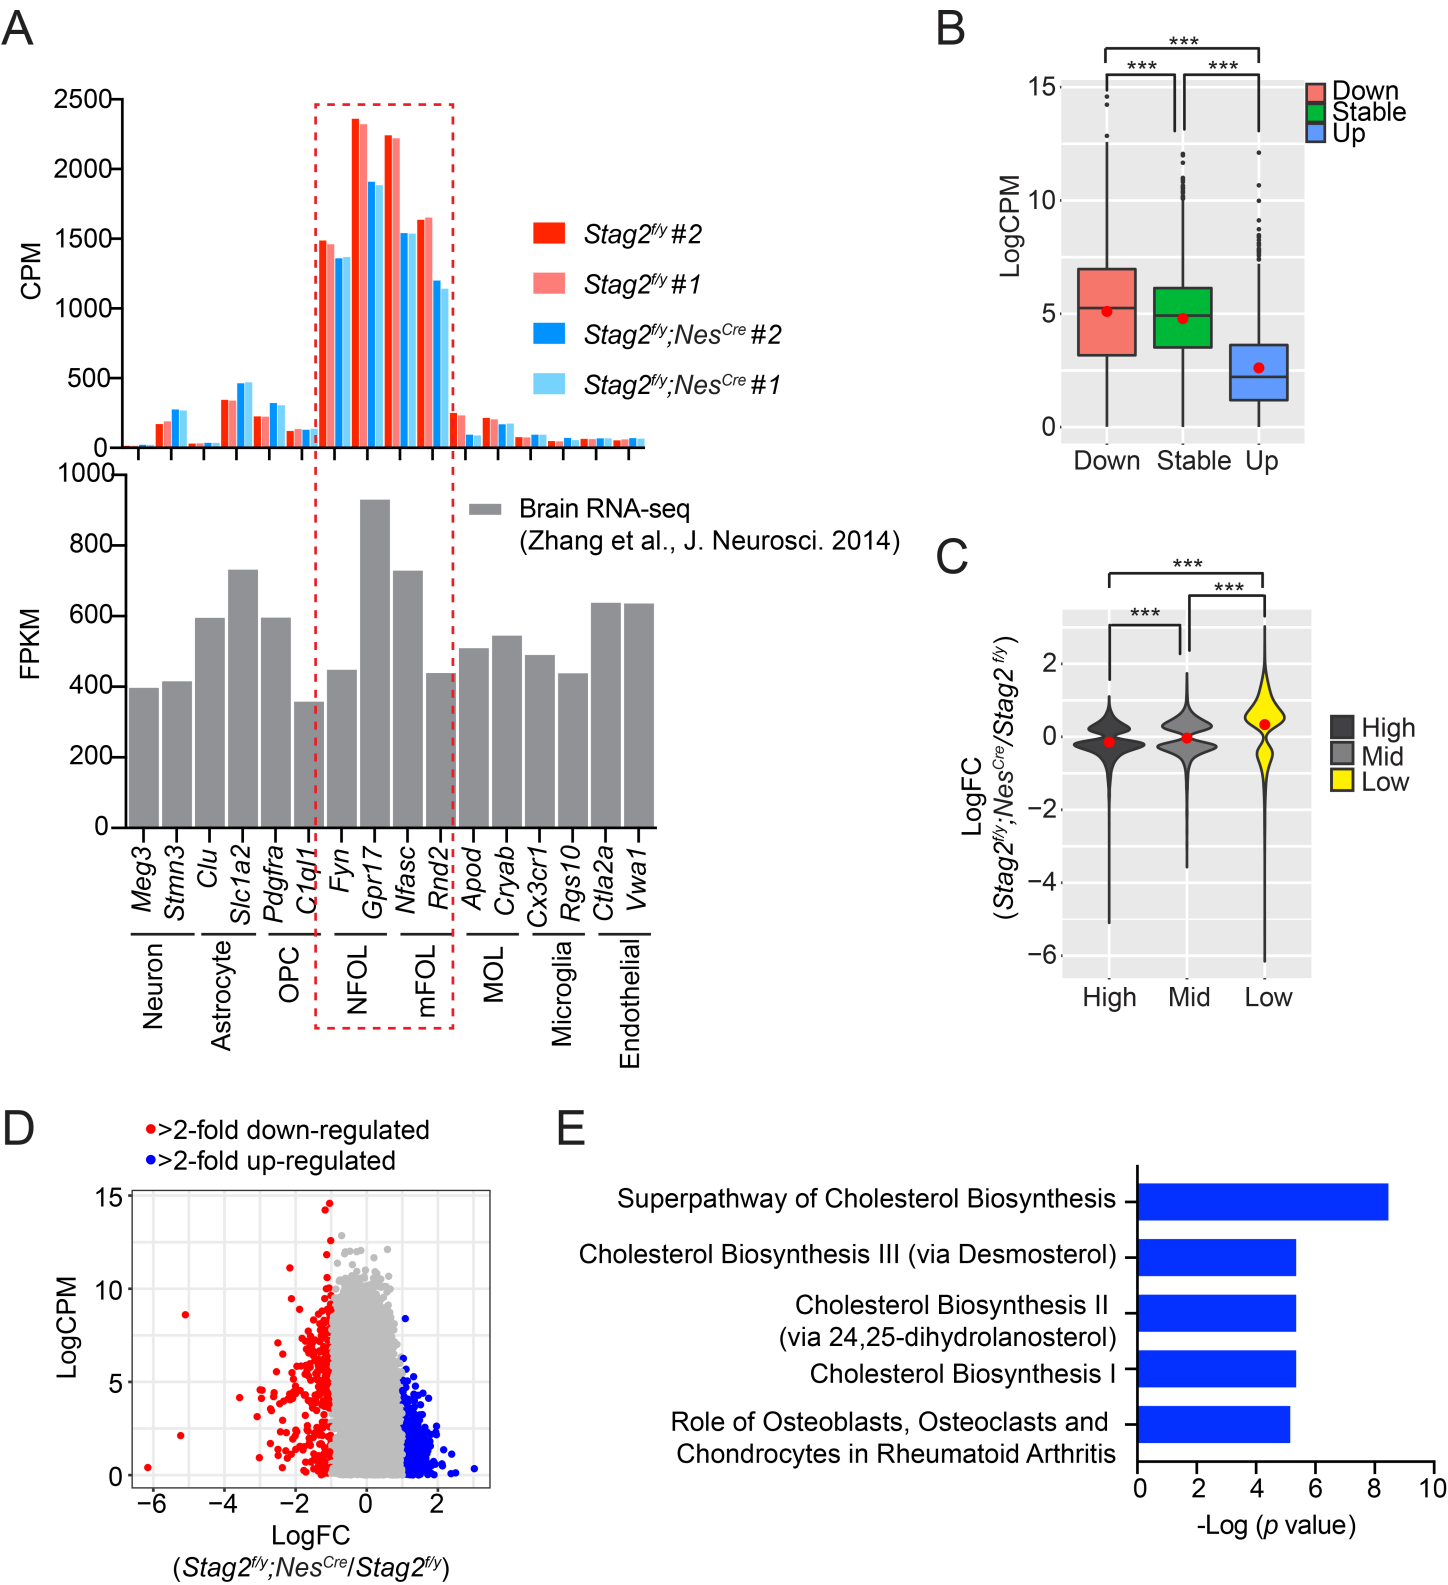 A
2500
2000
1500
1000
500
0
CPM
Stag2f/y #2
Stag2f/y #1
Stag2f/y;NesCre #2
Stag2f/y;NesCre #1
1000
800
600
400
200
0
FPKM
Brain RNA-seq
(Zhang et al., J. Neurosci. 2014)
Meg3
Stmn3
Clu
Slc1a2
Pdgfra
C1ql1
Fyn
Gpr17
Nfasc
Rnd2
Apod
Cryab
Cx3cr1
Rgs10
Ctla2a
Vwa1
Neuron
Astrocyte
OPC
NFOL
mFOL
MOL
Microglia
Endothelial
B
***
*** ***
15
10
5
0
LogCPM
Down
Stable
Up
Down Stable Up
C
***
***
***
2
0
−2
−4
−6
LogFC
(Stag2f/y;NesCre/Stag2 f/y)
High
Mid
Low
High Mid Low
D
>2-fold down-regulated
>2-fold up-regulated
15
10
5
0
LogCPM
−6 −4 −2 0 2
LogFC
(Stag2f/y;NesCre/Stag2f/y)
E
Superpathway of Cholesterol Biosynthesis
Cholesterol Biosynthesis III (via Desmosterol)
Cholesterol Biosynthesis II
(via 24,25-dihydrolanosterol)
Cholesterol Biosynthesis I
Role of Osteoblasts, Osteoclasts and
Chondrocytes in Rheumatoid Arthritis
0 2 4 6 8 10
-Log (p value)